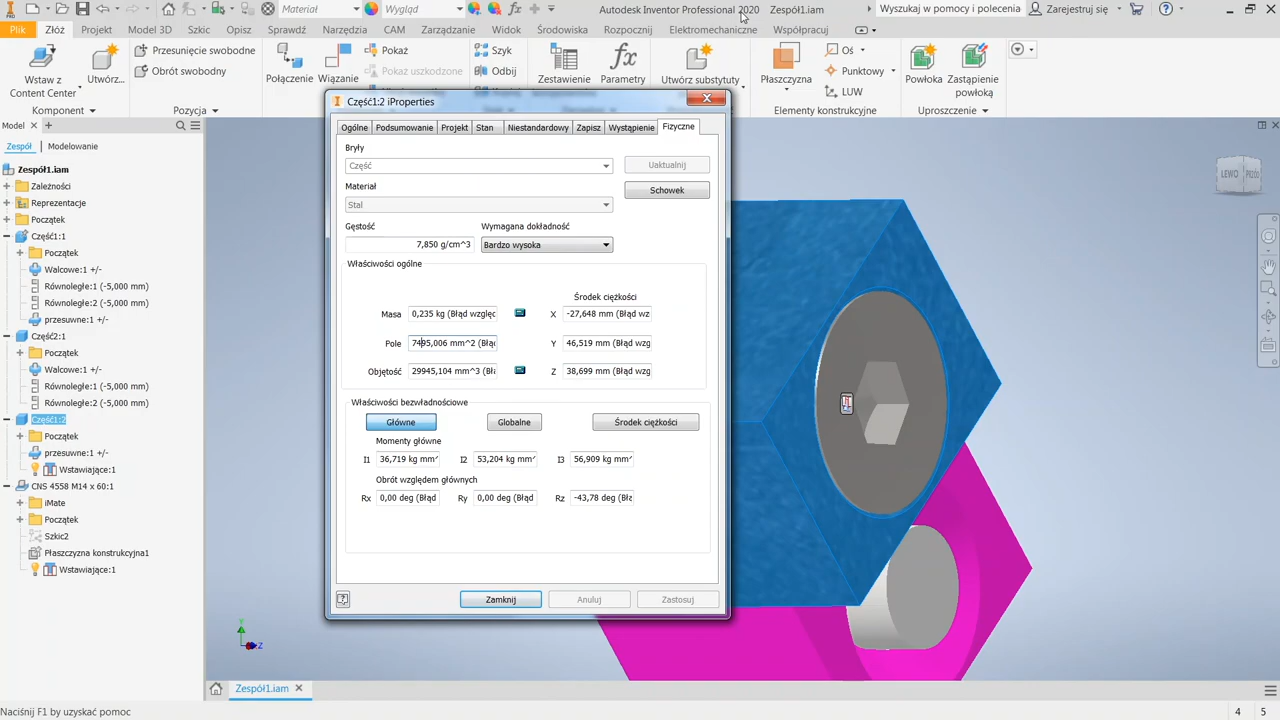 Materiał
Wygląd
Autodesk Inventor Professional 2020 Zespół1.iam
Wyszukaj w pomocy i polecenia
Zarejestruj się
Plik Złóż Projekt Model 3D Szkic Opis Sprawdź Narzędzia CAM Zarządzanie Widok Środowiska Rozpocznij Elektromechaniczne Współpracuj
Wstaw z
Content Center
Utwórz...
Przesunięcie swobodne
Obrót swobodny
Połączenie
Wiązanie
Pokaż
Pokaż uszkodzone
Szyk
Odbij
Zestawienie
Parametry
Utwórz substytuty
Płaszczyzna
Oś
Punktowy
LUW
Powłoka
Zastąpienie
powłoką
Komponent
Pozycja
Elementy konstrukcyjne
Uproszczenie
Model
Zespół Modelowanie
Zespół1.iam
Zależności
Reprezentacje
Początek
Część1:1
Początek
Walcowe:1 +/-
Równoległe:1 (-5,000 mm)
Równoległe:2 (-5,000 mm)
przesuwne:1 +/-
Część2:1
Początek
Walcowe:1 +/-
Równoległe:1 (-5,000 mm)
Równoległe:2 (-5,000 mm)
Część1:2
Początek
przesuwne:1 +/-
Wstawiające:1
CNS 4558 M14 x 60:1
iMate
Początek
Szkic2
Płaszczyzna konstrukcyjna1
Wstawiające:1
Część1:2 iProperties
Ogólne Podsumowanie Projekt Stan Niestandardowy Zapisz Wystąpienie Fizyczne
Bryły
Część
Uaktualnij
Materiał
Schowek
Stal
Gęstość
Wymagana dokładność
7,850 g/cm^3
Bardzo wysoka
Właściwości ogólne
Środek ciężkości
Masa 0,235 kg (Błąd względ X -27,648 mm (Błąd wz
Pole 7495,006 mm^2 (Błąd Y 46,519 mm (Błąd wzg
Objętość 29945,104 mm^3 (Bł Z 38,699 mm (Błąd wzg
Właściwości bezwładnościowe
Główne Globalne Środek ciężkości
Momenty główne
I1 36,719 kg mm^ I2 53,204 kg mm^ I3 56,909 kg mm^
Obrót względem głównych
Rx 0,00 deg (Błąd Ry 0,00 deg (Błąd Rz -43,78 deg (Błą
Zamknij Anuluj Zastosuj
LEWO
Zespół1.iam
Naciśnij F1 by uzyskać pomoc
4 5